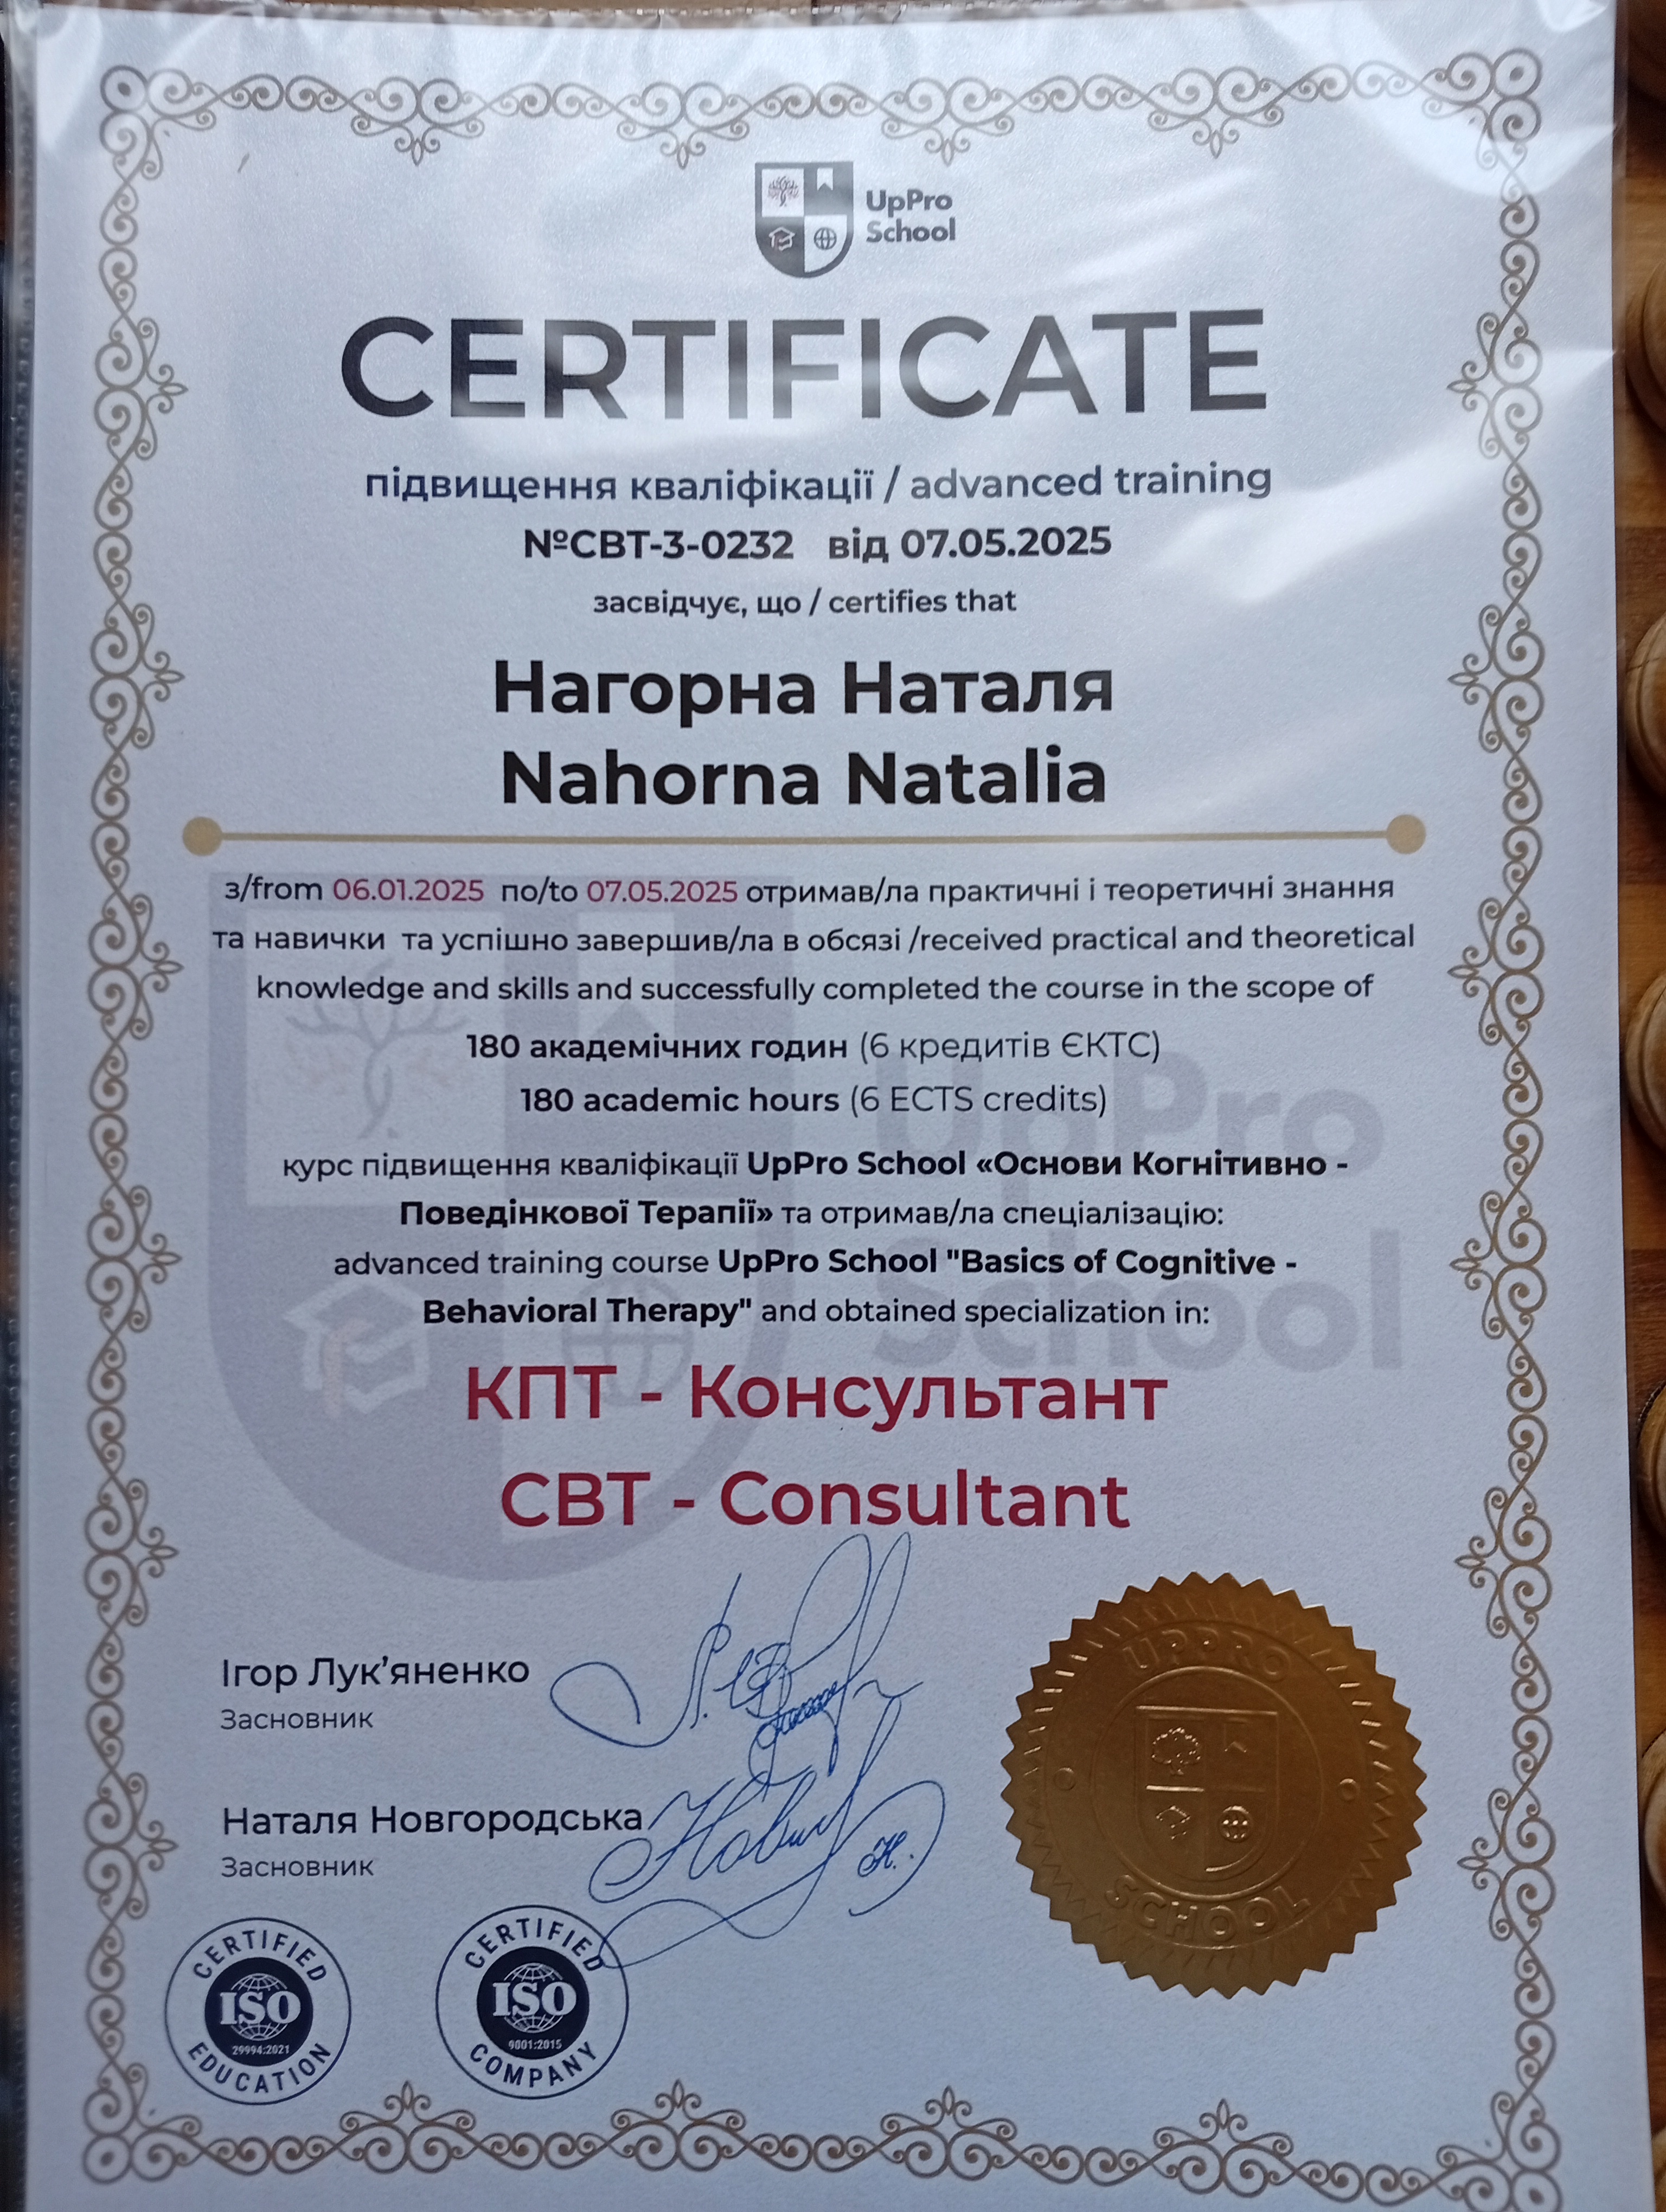 UpPro
School
CERTIFICATE
підвищення кваліфікації / advanced training
№CBT-3-0232 від 07.05.2025
засвідчує, що / certifies that
Нагорна Наталя
Nahorna Natalia
з/from 06.01.2025 по/to 07.05.2025 отримав/ла практичні і теоретичні знання
та навички та успішно завершив/ла в обсязі /received practical and theoretical
knowledge and skills and successfully completed the course in the scope of
180 академічних годин (6 кредитів ЄКТС)
180 academic hours (6 ECTS credits)
курс підвищення кваліфікації UpPro School «Основи Когнітивно -
Поведінкової Терапії» та отримав/ла спеціалізацію:
advanced training course UpPro School "Basics of Cognitive -
Behavioral Therapy" and obtained specialization in:
КПТ - Консультант
CBT - Consultant
Ігор Лук’яненко
Засновник
Наталя Новгородська
Засновник
UPPRO
SCHOOL
CERTIFIED
ISO
29994:2021
EDUCATION
CERTIFIED
ISO
9001:2015
COMPANY
UpPro
School